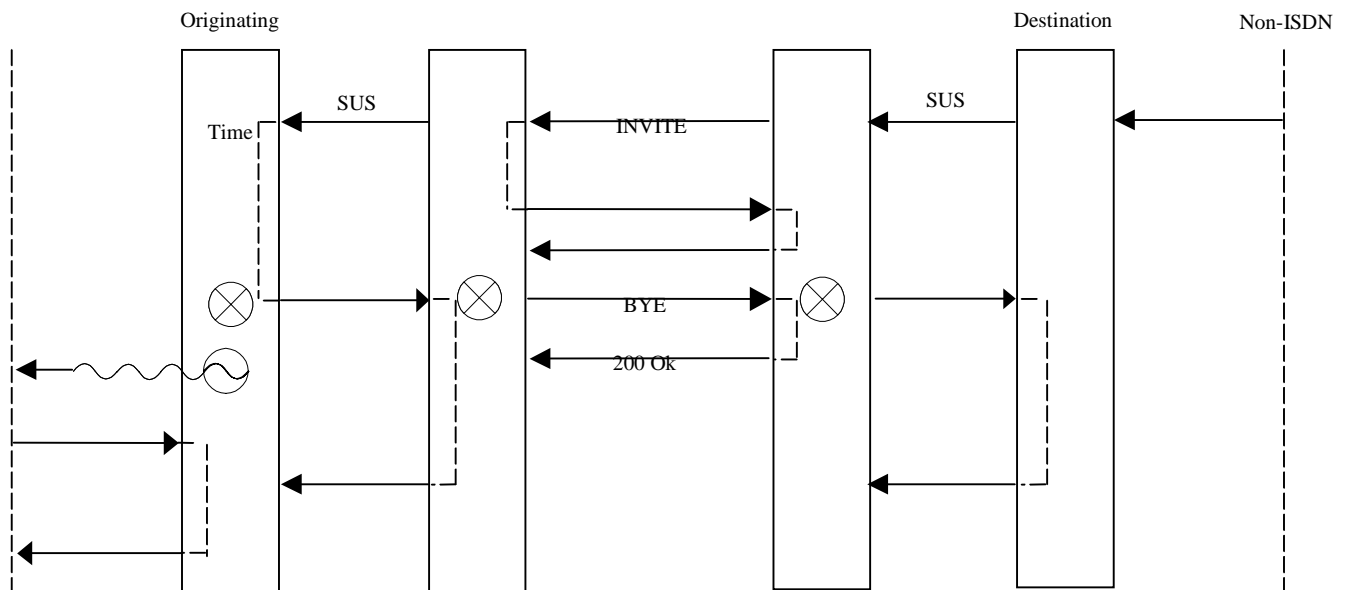 Originating
Destination
Non-ISDN
SUS
SUS
INVITE
Time
BYE
200 Ok